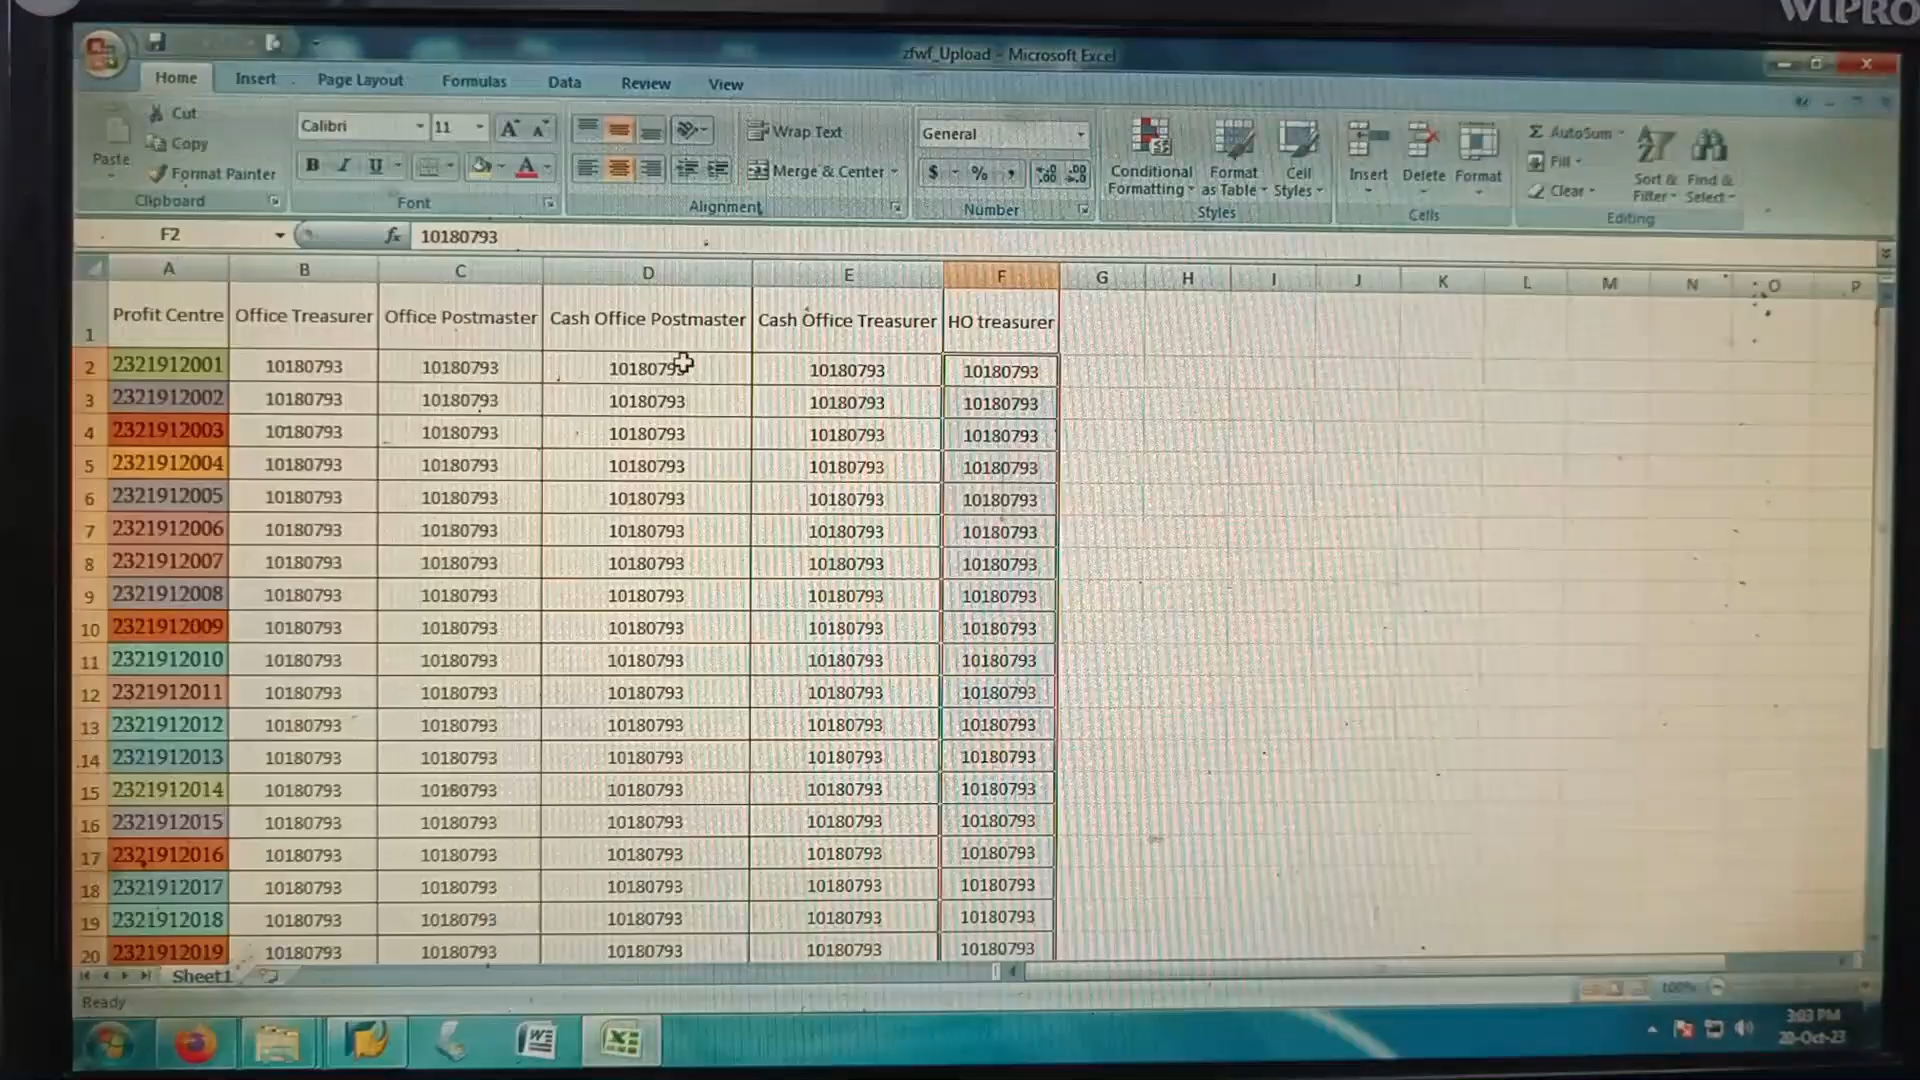 WIPRO
zfwf_Upload - Microsoft Excel
Home Insert Page Layout Formulas Data Review View
Paste
Cut
Copy
Format Painter
Clipboard
Calibri 11
B I U
Font
Wrap Text
Merge & Center
Alignment
General
$ % ,
Number
Conditional Formatting
Format as Table
Cell Styles
Styles
Insert Delete Format
Cells
Σ AutoSum
Fill
Clear
Sort & Filter
Find & Select
Editing
F2 fx 10180793
A B C D E F G H I J K L M N O P
1 Profit Centre Office Treasurer Office Postmaster Cash Office Postmaster Cash Office Treasurer HO treasurer
2 2321912001 10180793 10180793 10180793 10180793 10180793
3 2321912002 10180793 10180793 10180793 10180793 10180793
4 2321912003 10180793 10180793 10180793 10180793 10180793
5 2321912004 10180793 10180793 10180793 10180793 10180793
6 2321912005 10180793 10180793 10180793 10180793 10180793
7 2321912006 10180793 10180793 10180793 10180793 10180793
8 2321912007 10180793 10180793 10180793 10180793 10180793
9 2321912008 10180793 10180793 10180793 10180793 10180793
10 2321912009 10180793 10180793 10180793 10180793 10180793
11 2321912010 10180793 10180793 10180793 10180793 10180793
12 2321912011 10180793 10180793 10180793 10180793 10180793
13 2321912012 10180793 10180793 10180793 10180793 10180793
14 2321912013 10180793 10180793 10180793 10180793 10180793
15 2321912014 10180793 10180793 10180793 10180793 10180793
16 2321912015 10180793 10180793 10180793 10180793 10180793
17 2321912016 10180793 10180793 10180793 10180793 10180793
18 2321912017 10180793 10180793 10180793 10180793 10180793
19 2321912018 10180793 10180793 10180793 10180793 10180793
20 2321912019 10180793 10180793 10180793 10180793 10180793
Sheet1
Ready 100%
3:03 PM
20-Oct-23